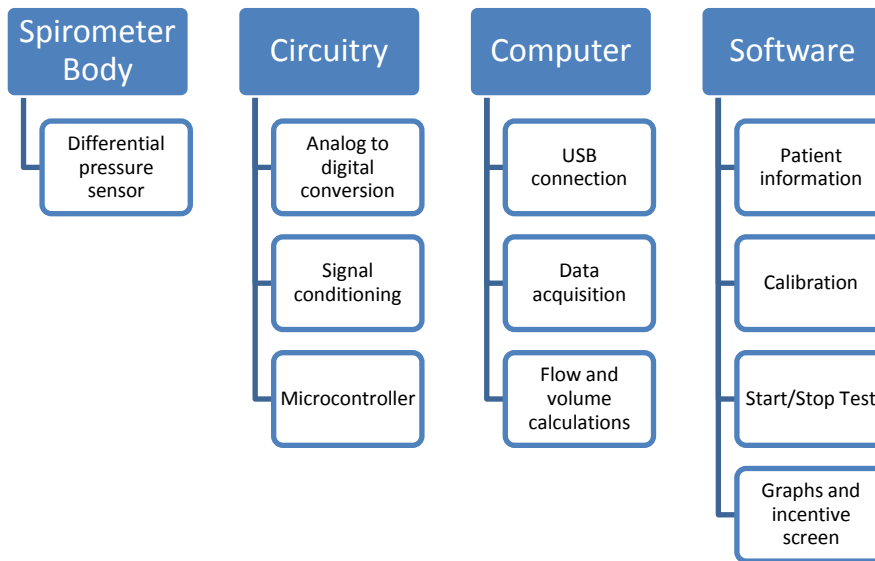 Spirometer
Body
Differential
pressure
sensor
Circuitry
Analog to
digital
conversion
Signal
conditioning
Microcontroller
Computer
USB
connection
Data
acquisition
Flow and
volume
calculations
Software
Patient
information
Calibration
Start/Stop Test
Graphs and
incentive
screen